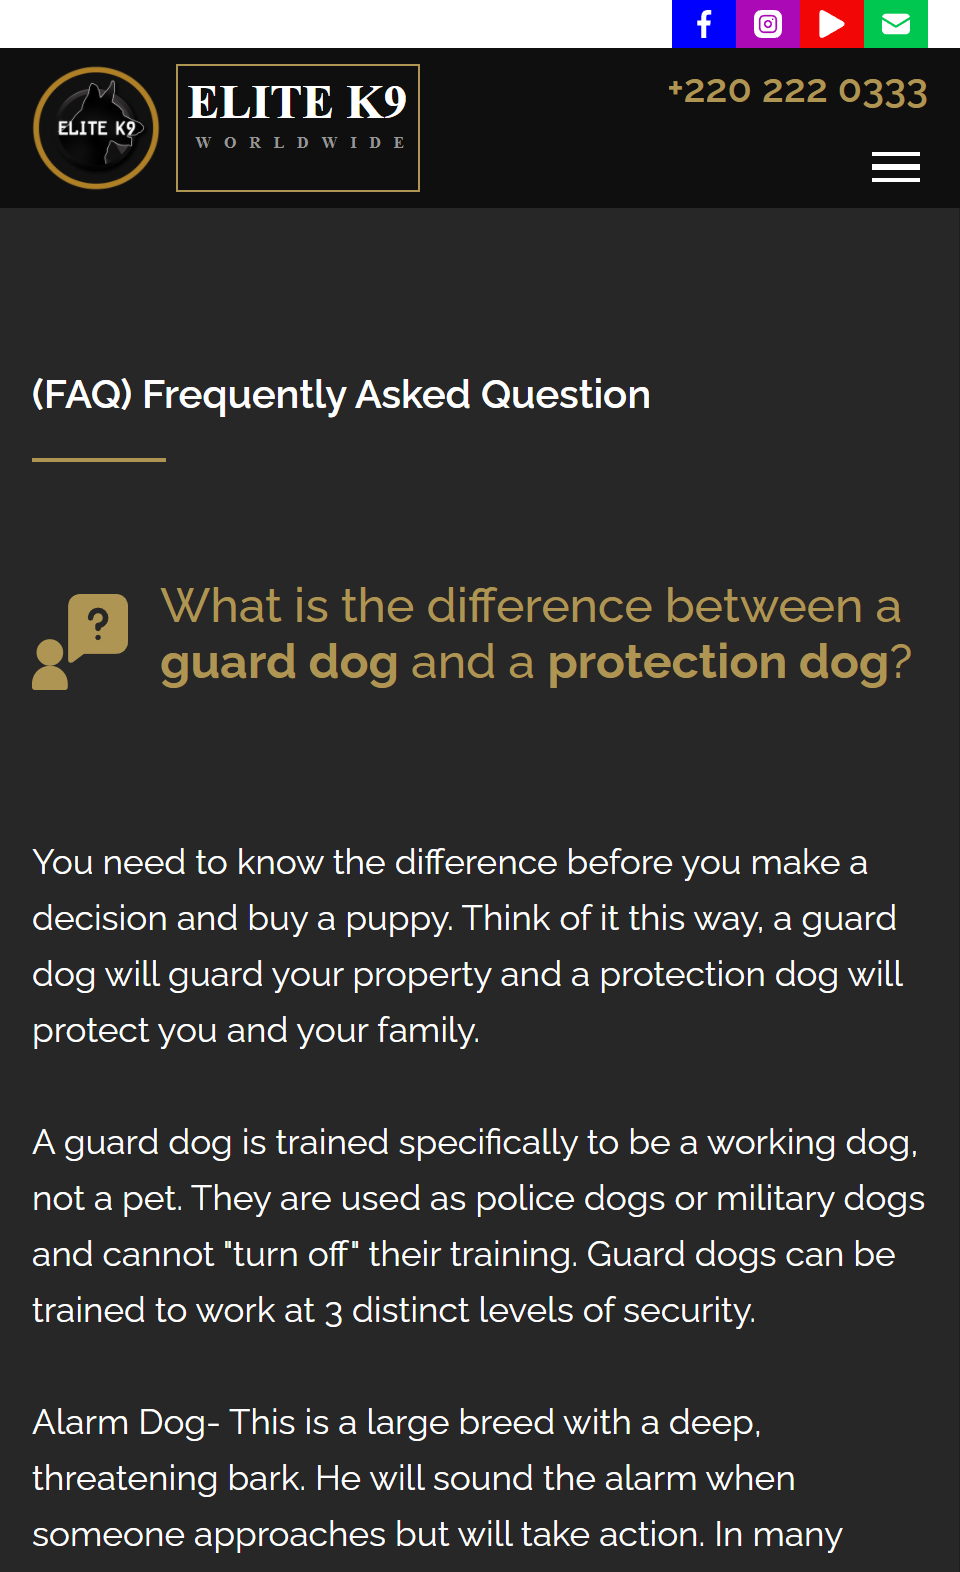 ELITE K9
ELITE K9
WORLDWIDE
+220 222 0333
(FAQ) Frequently Asked Question
?
What is the difference between a
guard dog and a protection dog?
You need to know the difference before you make a
decision and buy a puppy. Think of it this way, a guard
dog will guard your property and a protection dog will
protect you and your family.
A guard dog is trained specifically to be a working dog,
not a pet. They are used as police dogs or military dogs
and cannot "turn off" their training. Guard dogs can be
trained to work at 3 distinct levels of security.
Alarm Dog- This is a large breed with a deep,
threatening bark. He will sound the alarm when
someone approaches but will take action. In many